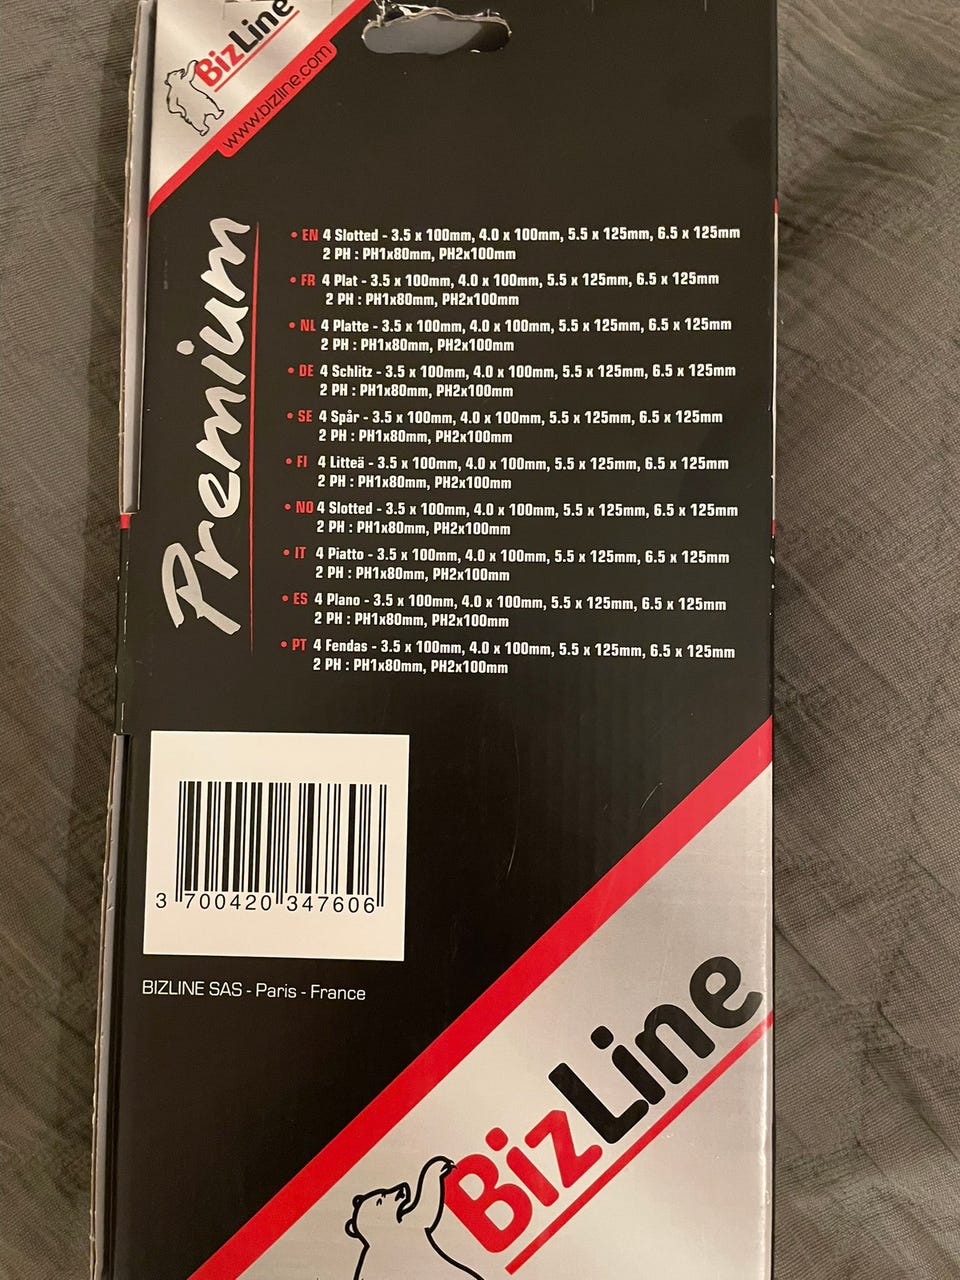 BizLine
www.bizline.com
Premium
• EN 4 Slotted - 3.5 x 100mm, 4.0 x 100mm, 5.5 x 125mm, 6.5 x 125mm
2 PH : PH1x80mm, PH2x100mm
• FR 4 Plat - 3.5 x 100mm, 4.0 x 100mm, 5.5 x 125mm, 6.5 x 125mm
2 PH : PH1x80mm, PH2x100mm
• NL 4 Platte - 3.5 x 100mm, 4.0 x 100mm, 5.5 x 125mm, 6.5 x 125mm
2 PH : PH1x80mm, PH2x100mm
• DE 4 Schlitz - 3.5 x 100mm, 4.0 x 100mm, 5.5 x 125mm, 6.5 x 125mm
2 PH : PH1x80mm, PH2x100mm
• SE 4 Spår - 3.5 x 100mm, 4.0 x 100mm, 5.5 x 125mm, 6.5 x 125mm
2 PH : PH1x80mm, PH2x100mm
• FI 4 Litteä - 3.5 x 100mm, 4.0 x 100mm, 5.5 x 125mm, 6.5 x 125mm
2 PH : PH1x80mm, PH2x100mm
• NO 4 Slotted - 3.5 x 100mm, 4.0 x 100mm, 5.5 x 125mm, 6.5 x 125mm
2 PH : PH1x80mm, PH2x100mm
• IT 4 Piatto - 3.5 x 100mm, 4.0 x 100mm, 5.5 x 125mm, 6.5 x 125mm
2 PH : PH1x80mm, PH2x100mm
• ES 4 Plano - 3.5 x 100mm, 4.0 x 100mm, 5.5 x 125mm, 6.5 x 125mm
2 PH : PH1x80mm, PH2x100mm
• PT 4 Fendas - 3.5 x 100mm, 4.0 x 100mm, 5.5 x 125mm, 6.5 x 125mm
2 PH : PH1x80mm, PH2x100mm
3 700420 347606
BIZLINE SAS - Paris - France
BizLine